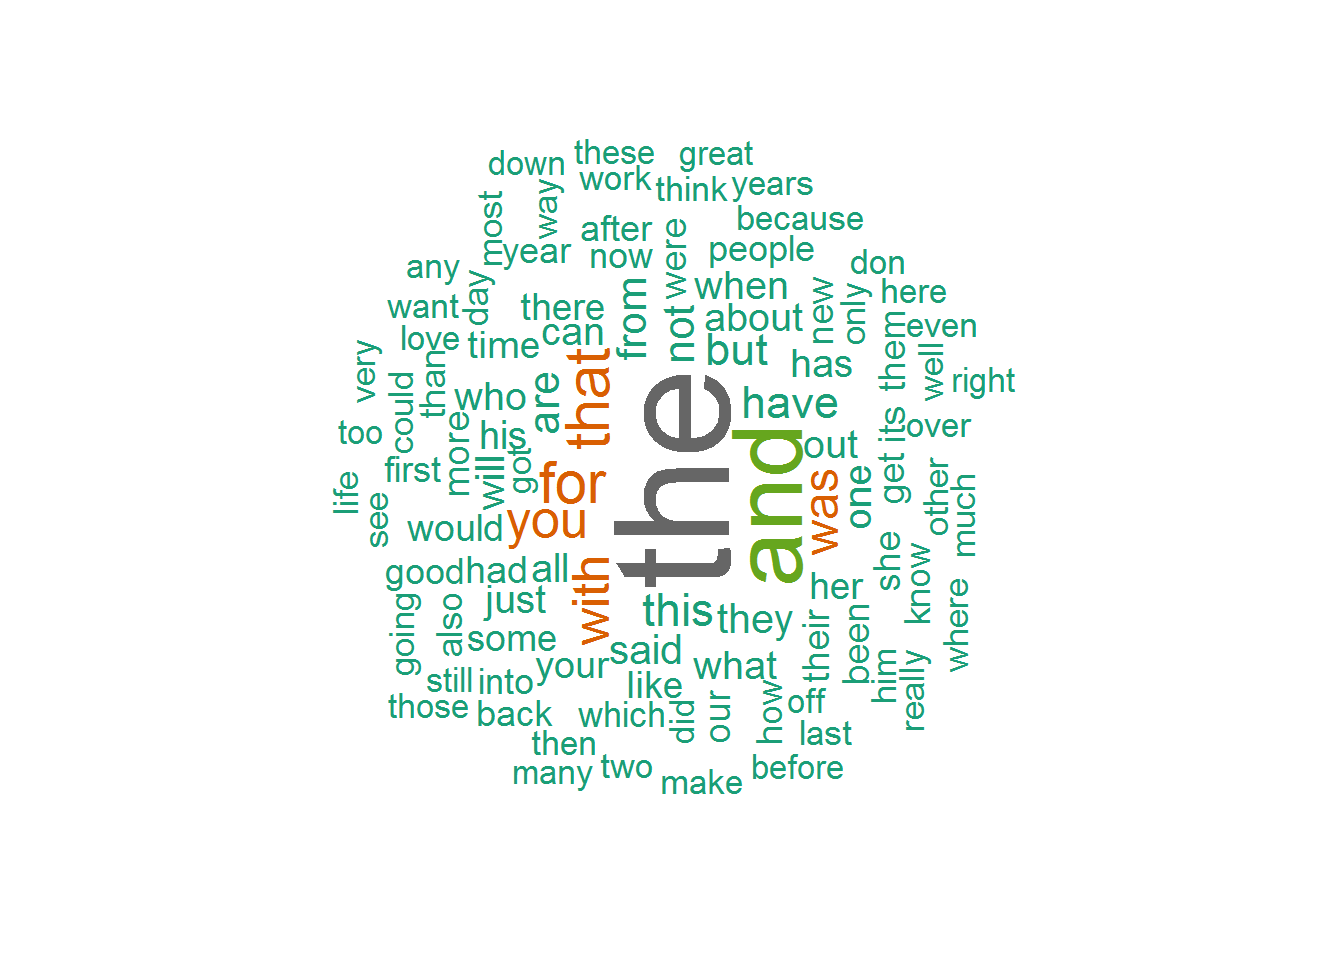 these
great
down
work
think
years
most
way
after
were
because
year
now
people
any
day
don
want
there
from
not
when
new
only
here
love
time
can
about
them
even
very
than
that
but
has
well
right
could
who
are
the
have
its
too
his
and
out
over
first
more
will
got
for
was
one
get
other
much
life
see
would
you
good
had
all
with
her
she
know
where
going
also
just
this
they
their
been
some
said
what
him
really
still
into
your
like
those
back
which
did
our
how
off
last
then
many
two
make
before